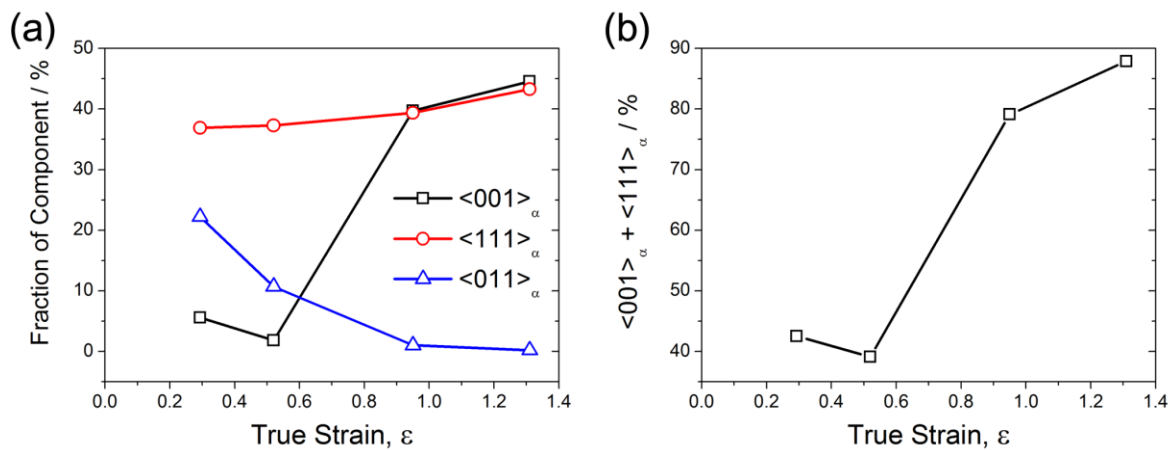 (a)
Fraction of Component / %
50
40
30
20
10
0
<001>α
<111>α
<011>α
0.0 0.2 0.4 0.6 0.8 1.0 1.2 1.4
True Strain, ε
(b)
<001>α + <111>α / %
90
80
70
60
50
40
0.0 0.2 0.4 0.6 0.8 1.0 1.2 1.4
True Strain, ε